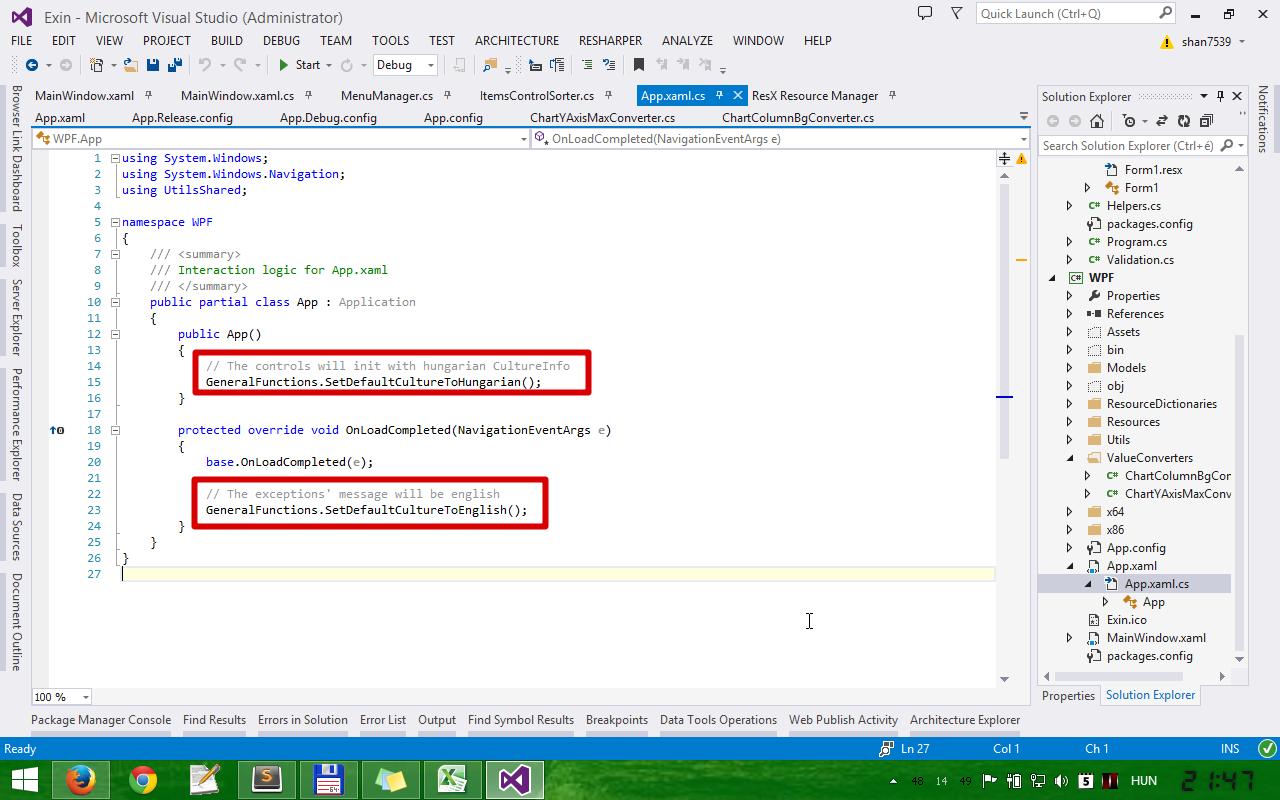 Exin - Microsoft Visual Studio (Administrator)
Quick Launch (Ctrl+Q)
FILE EDIT VIEW PROJECT BUILD DEBUG TEAM TOOLS TEST ARCHITECTURE RESHARPER ANALYZE WINDOW HELP
shan7539
Start Debug
MainWindow.xaml MainWindow.xaml.cs MenuManager.cs ItemsControlSorter.cs App.xaml.cs ResX Resource Manager
App.xaml App.Release.config App.Debug.config App.config ChartYAxisMaxConverter.cs ChartColumnBgConverter.cs
WPF.App OnLoadCompleted(NavigationEventArgs e)
Browser Link Dashboard
Toolbox
Server Explorer
Performance Explorer
Data Sources
Document Outline
1 using System.Windows;
2 using System.Windows.Navigation;
3 using UtilsShared;
4
5 namespace WPF
6 {
7 /// <summary>
8 /// Interaction logic for App.xaml
9 /// </summary>
10 public partial class App : Application
11 {
12 public App()
13 {
14 // The controls will init with hungarian CultureInfo
15 GeneralFunctions.SetDefaultCultureToHungarian();
16 }
17
18 protected override void OnLoadCompleted(NavigationEventArgs e)
19 {
20 base.OnLoadCompleted(e);
21
22 // The exceptions' message will be english
23 GeneralFunctions.SetDefaultCultureToEnglish();
24 }
25 }
26 }
27
100 %
Solution Explorer
Search Solution Explorer (Ctrl+é)
Form1.resx
Form1
Helpers.cs
packages.config
Program.cs
Validation.cs
WPF
Properties
References
Assets
bin
Models
obj
ResourceDictionaries
Resources
Utils
ValueConverters
ChartColumnBgCon
ChartYAxisMaxConv
x64
x86
App.config
App.xaml
App.xaml.cs
App
Exin.ico
MainWindow.xaml
packages.config
Properties Solution Explorer
Notifications
Package Manager Console Find Results Errors in Solution Error List Output Find Symbol Results Breakpoints Data Tools Operations Web Publish Activity Architecture Explorer
Ready Ln 27 Col 1 Ch 1 INS
48 14 49 5 HUN 21:47